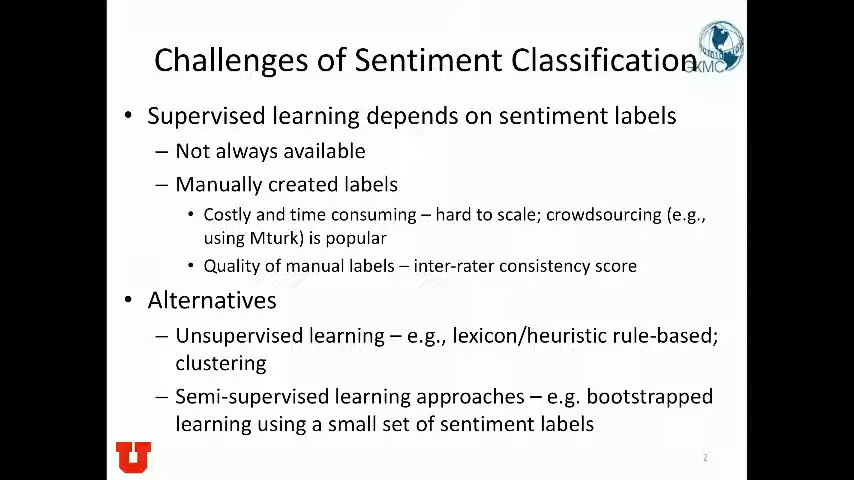 Challenges of Sentiment Classification
GKMC
• Supervised learning depends on sentiment labels
– Not always available
– Manually created labels
• Costly and time consuming – hard to scale; crowdsourcing (e.g.,
using Mturk) is popular
• Quality of manual labels – inter-rater consistency score
• Alternatives
– Unsupervised learning – e.g., lexicon/heuristic rule-based;
clustering
– Semi-supervised learning approaches – e.g. bootstrapped
learning using a small set of sentiment labels
U
2